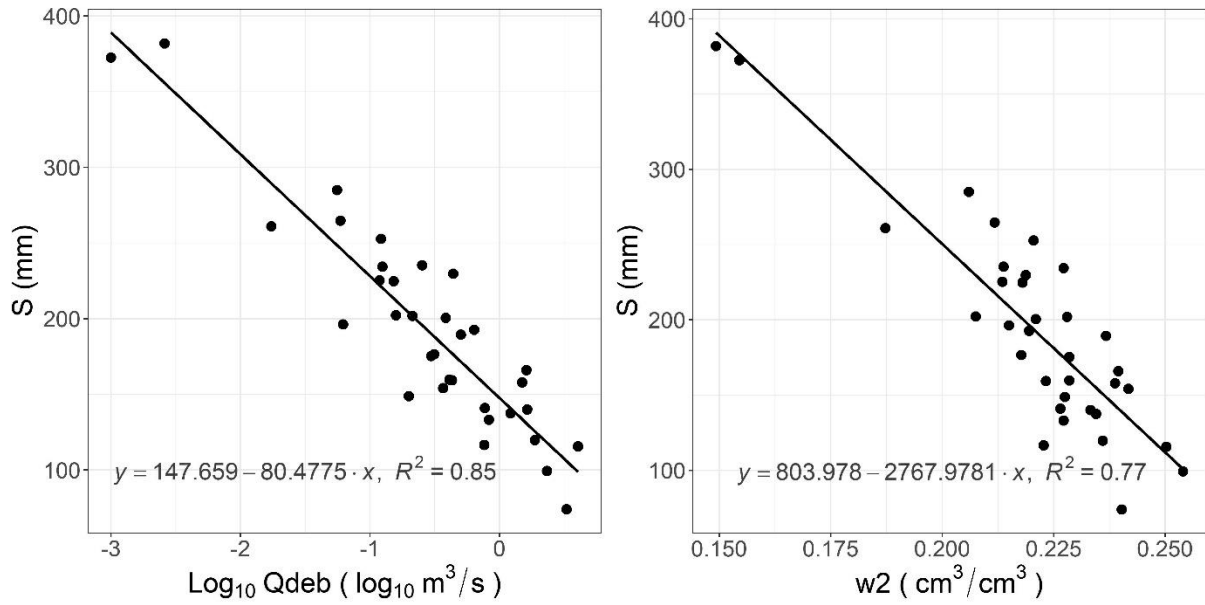 400
300
200
100
S (mm)
y = 147.659 − 80.4775 · x, R² = 0.85
-3 -2 -1 0
Log₁₀ Qdeb ( log₁₀ m³/s )
400
300
200
100
S (mm)
y = 803.978 − 2767.9781 · x, R² = 0.77
0.150 0.175 0.200 0.225 0.250
w2 ( cm³/cm³ )